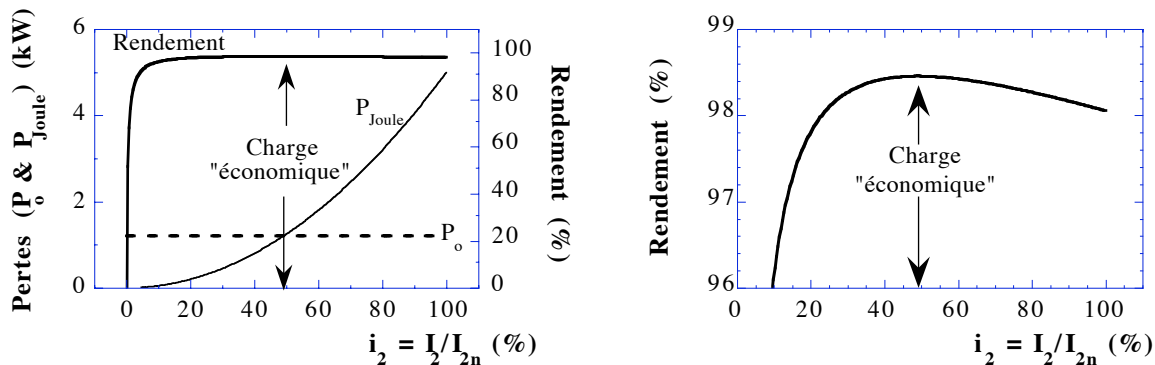 Pertes (P_o & P_Joule) (kW)
6
4
2
0
Rendement
P_Joule
Charge
"économique"
P_o
100
80
60
40
20
0
Rendement (%)
0 20 40 60 80 100
i_2 = I_2/I_2n (%)
Rendement (%)
99
98
97
96
Charge
"économique"
0 20 40 60 80 100
i_2 = I_2/I_2n (%)